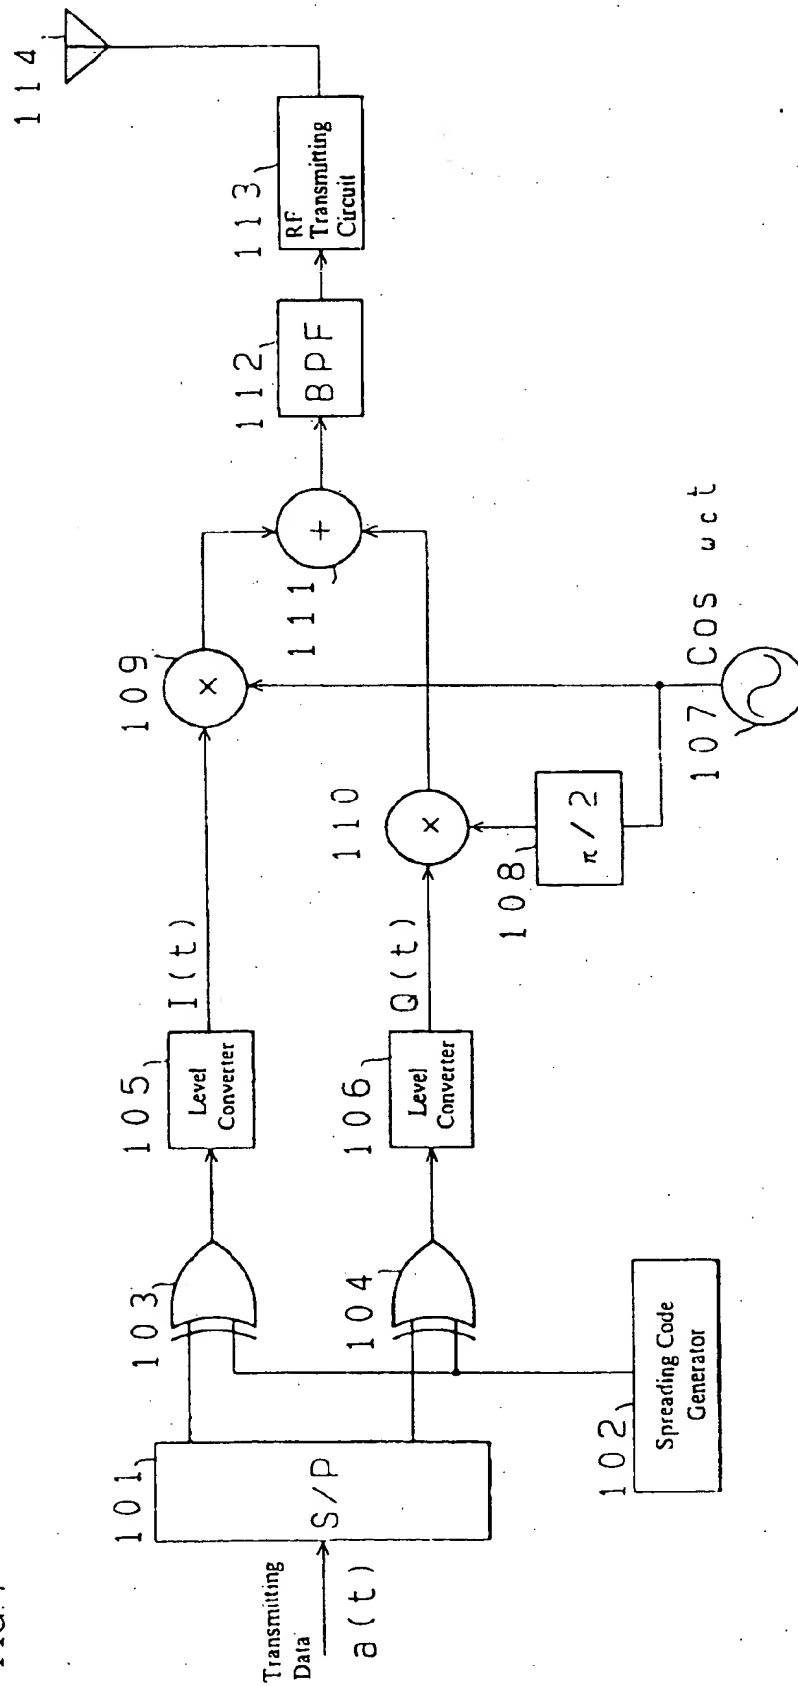 Transmitting
Data
a(t)
101
S/P
102
Spreading Code
Generator
103
104
105
Level
Converter
106
Level
Converter
I(t)
Q(t)
107
Cos ωct
108
π/2
109
×
110
×
111
+
112
BPF
113
RF
Transmitting
Circuit
114